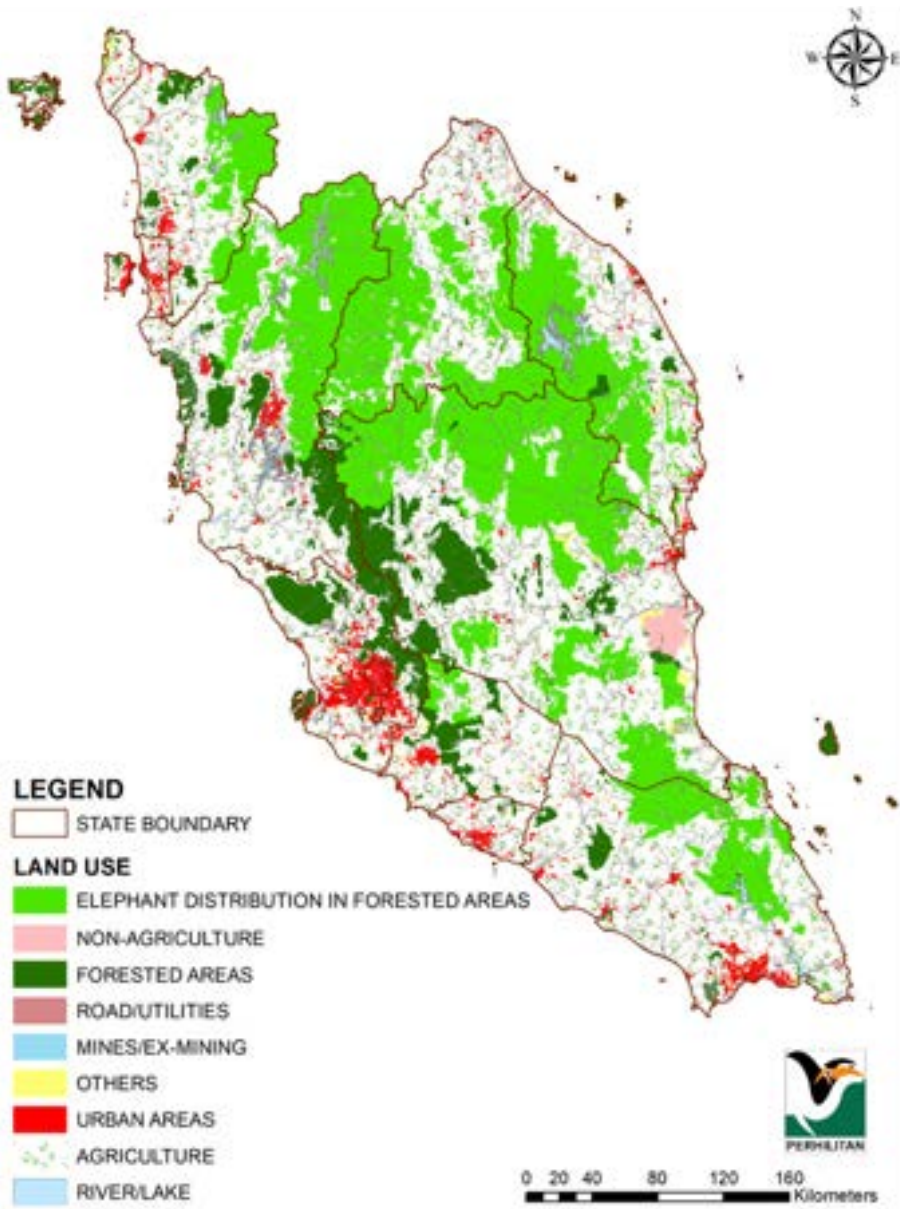 N
W E
S
LEGEND
STATE BOUNDARY
LAND USE
ELEPHANT DISTRIBUTION IN FORESTED AREAS
NON-AGRICULTURE
FORESTED AREAS
ROAD/UTILITIES
MINES/EX-MINING
OTHERS
URBAN AREAS
AGRICULTURE
RIVER/LAKE
PERHILITAN
0 20 40 80 120 160
Kilometers